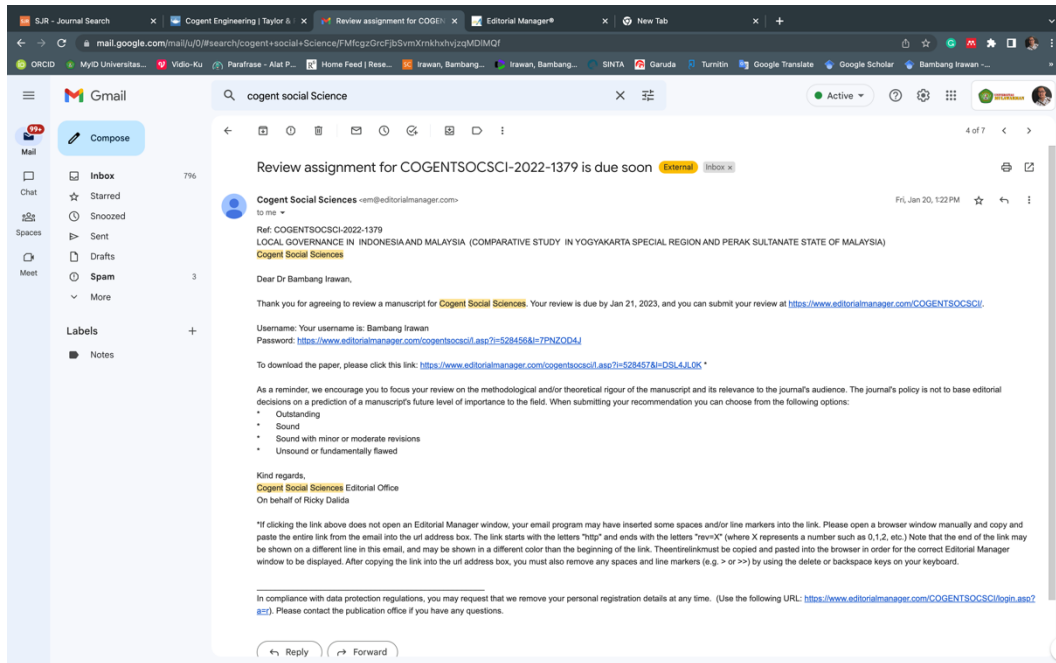 SJR - Journal Search
Cogent Engineering | Taylor &
Review assignment for COGEN
Editorial Manager®
New Tab
mail.google.com/mail/u/0/#search/cogent+social+Science/FMfcgzGrcFjbSvmXrnkhxhvjzqMDlMQf
ORCID
MyID Universitas...
Vidio-Ku
Parafrase - Alat P...
Home Feed | Rese...
Irawan, Bambang...
Irawan, Bambang...
SINTA
Garuda
Turnitin
Google Translate
Google Scholar
Bambang Irawan -...
Gmail
cogent social Science
Active
99+
Mail
Chat
Spaces
Meet
Compose
Inbox 796
Starred
Snoozed
Sent
Drafts
Spam 3
More
Labels
Notes
4 of 7
Review assignment for COGENTSOCSCI-2022-1379 is due soon External Inbox x
Cogent Social Sciences <em@editorialmanager.com> Fri, Jan 20, 1:22 PM
to me
Ref: COGENTSOCSCI-2022-1379
LOCAL GOVERNANCE IN INDONESIA AND MALAYSIA (COMPARATIVE STUDY IN YOGYAKARTA SPECIAL REGION AND PERAK SULTANATE STATE OF MALAYSIA)
Cogent Social Sciences
Dear Dr Bambang Irawan,
Thank you for agreeing to review a manuscript for Cogent Social Sciences. Your review is due by Jan 21, 2023, and you can submit your review at https://www.editorialmanager.com/COGENTSOCSCI/.
Username: Your username is: Bambang Irawan
Password: https://www.editorialmanager.com/cogentsocsci/l.asp?i=528456&l=7PNZOD4J
To download the paper, please click this link: https://www.editorialmanager.com/cogentsocsci/l.asp?i=528457&l=DSL4JL0K *
As a reminder, we encourage you to focus your review on the methodological and/or theoretical rigour of the manuscript and its relevance to the journal's audience. The journal's policy is not to base editorial
decisions on a prediction of a manuscript's future level of importance to the field. When submitting your recommendation you can choose from the following options:
* Outstanding
* Sound
* Sound with minor or moderate revisions
* Unsound or fundamentally flawed
Kind regards,
Cogent Social Sciences Editorial Office
On behalf of Ricky Dalida
*If clicking the link above does not open an Editorial Manager window, your email program may have inserted some spaces and/or line markers into the link. Please open a browser window manually and copy and
paste the entire link from the email into the url address box. The link starts with the letters "http" and ends with the letters "rev=X" (where X represents a number such as 0,1,2, etc.) Note that the end of the link may
be shown on a different line in this email, and may be shown in a different color than the beginning of the link. Theentirelinkmust be copied and pasted into the browser in order for the correct Editorial Manager
window to be displayed. After copying the link into the url address box, you must also remove any spaces and line markers (e.g. > or >>) by using the delete or backspace keys on your keyboard.
In compliance with data protection regulations, you may request that we remove your personal registration details at any time. (Use the following URL: https://www.editorialmanager.com/COGENTSOCSCI/login.asp?
a=r). Please contact the publication office if you have any questions.
Reply
Forward